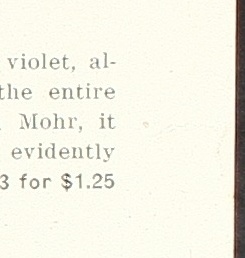 violet, al-
the entire
Mohr, it
evidently
3 for $1.25